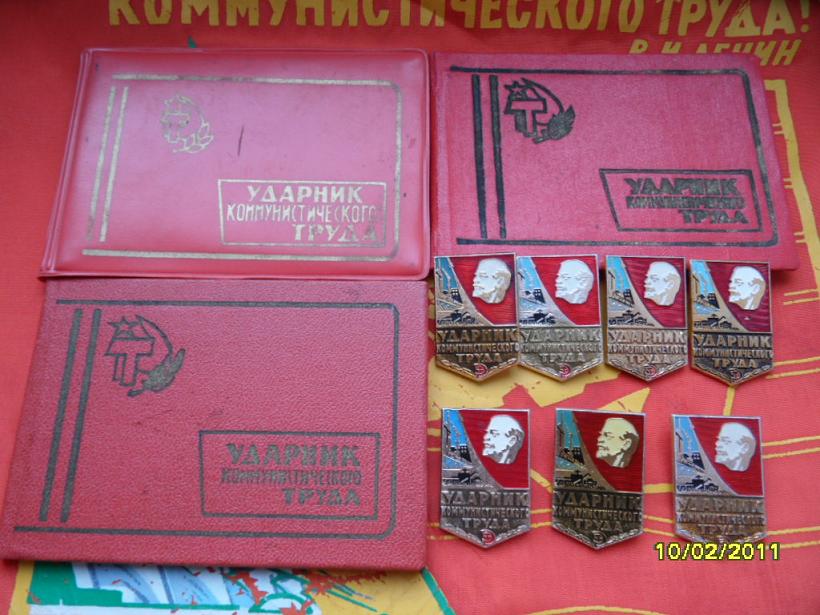 КОММУНИСТИЧЕСКОГО ТРУДА!
В.И.ЛЕНИН
УДАРНИК
КОММУНИСТИЧЕСКОГО
ТРУДА
УДАРНИК
КОММУНИСТИЧЕСКОГО
ТРУДА
УДАРНИК
КОММУНИСТИЧЕСКОГО
ТРУДА
УДАРНИК
КОММУНИСТИЧЕСКОГО
ТРУДА
УДАРНИК
КОММУНИСТИЧЕСКОГО
ТРУДА
УДАРНИК
КОММУНИСТИЧЕСКОГО
ТРУДА
УДАРНИК
КОММУНИСТИЧЕСКОГО
ТРУДА
УДАРНИК
КОММУНИСТИЧЕСКОГО
ТРУДА
УДАРНИК
КОММУНИСТИЧЕСКОГО
ТРУДА
УДАРНИК
КОММУНИСТИЧЕСКОГО
ТРУДА
10/02/2011